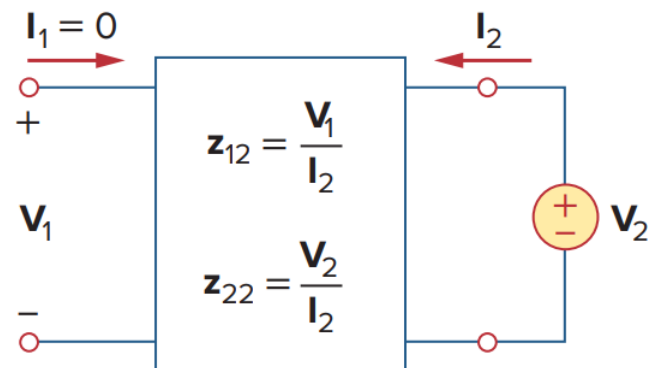 I₁ = 0
I₂
+
V₁
−
z₁₂ = V₁/I₂
z₂₂ = V₂/I₂
+
−
V₂